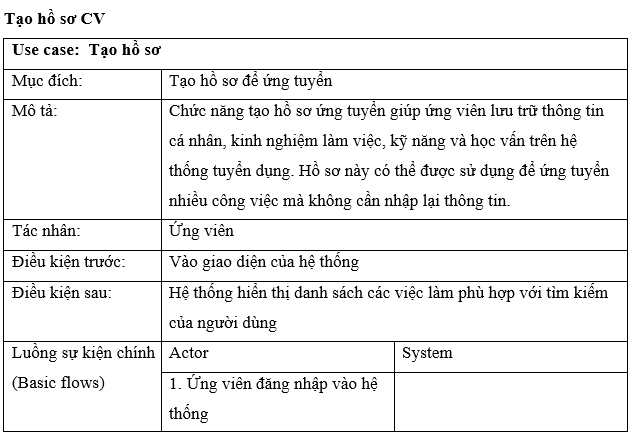 Tạo hồ sơ CV
Use case:  Tạo hồ sơ
Mục đích:
Tạo hồ sơ để ứng tuyển
Mô tả:
Chức năng tạo hồ sơ ứng tuyển giúp ứng viên lưu trữ thông tin
cá nhân, kinh nghiệm làm việc, kỹ năng và học vấn trên hệ
thống tuyển dụng. Hồ sơ này có thể được sử dụng để ứng tuyển
nhiều công việc mà không cần nhập lại thông tin.
Tác nhân:
Ứng viên
Điều kiện trước:
Vào giao diện của hệ thống
Điều kiện sau:
Hệ thống hiển thị danh sách các việc làm phù hợp với tìm kiếm
của người dùng
Luồng sự kiện chính
(Basic flows)
Actor
System
1. Ứng viên đăng nhập vào hệ
thống